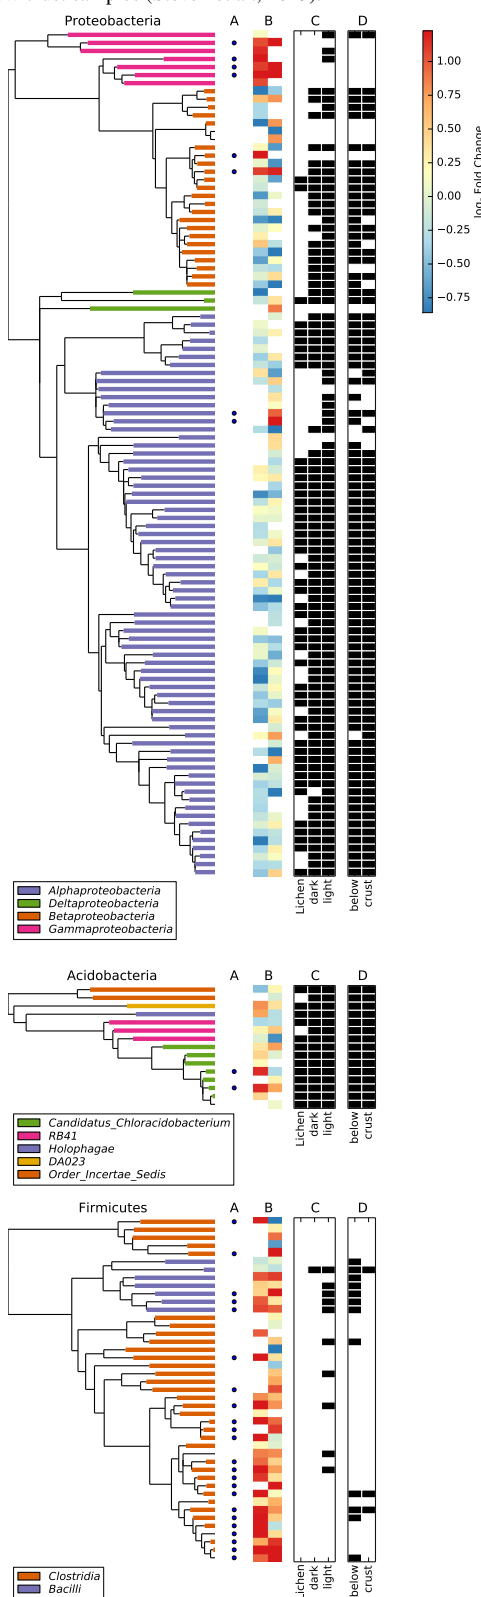 Proteobacteria A B C D
1.00
0.75
0.50
0.25
0.00
−0.25
−0.50
−0.75
log₂ Fold Change
Lichen
dark
light
below
crust
Alphaproteobacteria
Deltaproteobacteria
Betaproteobacteria
Gammaproteobacteria
Acidobacteria A B C D
Lichen
dark
light
below
crust
Candidatus_Chloracidobacterium
RB41
Holophagae
DA023
Order_Incertae_Sedis
Firmicutes A B C D
Lichen
dark
light
below
crust
Clostridia
Bacilli